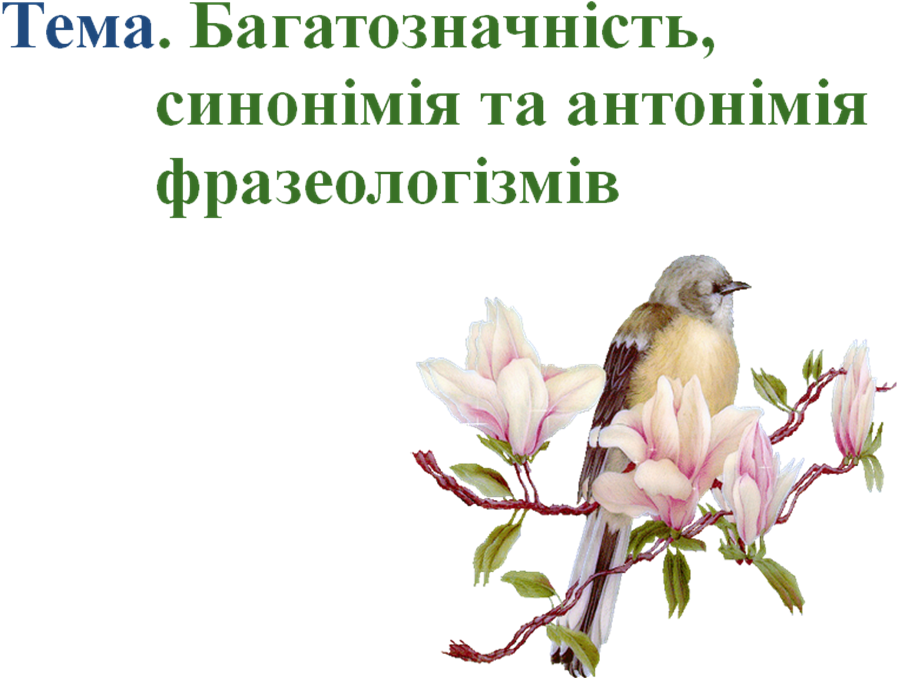 Тема. Багатозначність,
синонімія та антонімія
фразеологізмів